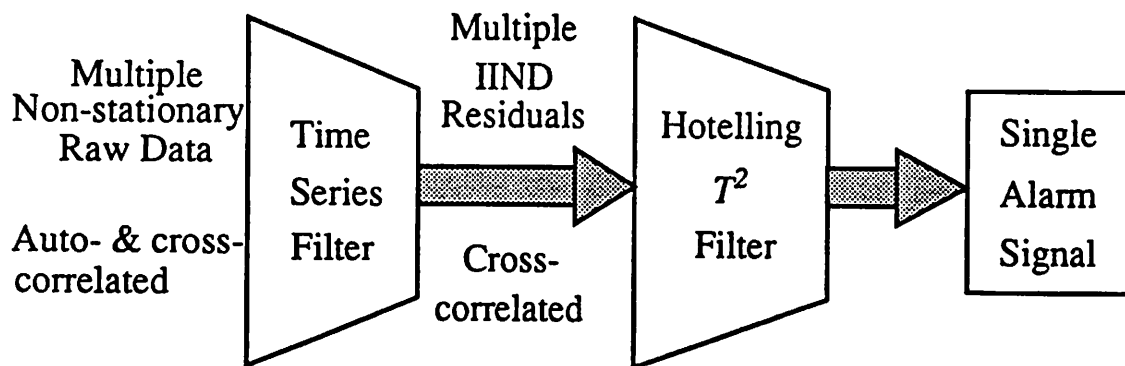 Multiple
Non-stationary
Raw Data
Auto- & cross-
correlated
Time
Series
Filter
Multiple
IIND
Residuals
Cross-
correlated
Hotelling
T²
Filter
Single
Alarm
Signal